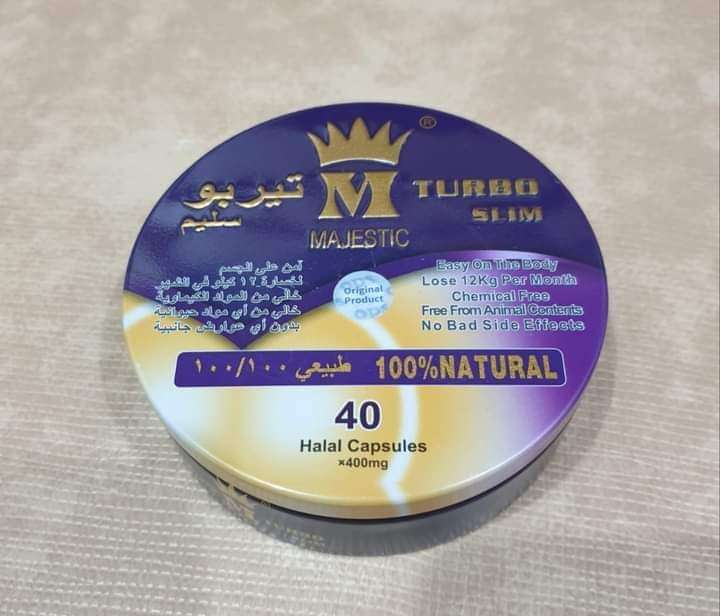 ®
M
تيربو
سليم
TURBO
SLIM
MAJESTIC
آمن على الجسم
لخسارة ١٢ كيلو في الشهر
خالي من المواد الكيماوية
خالي من أي مواد حيوانية
بدون أي عوارض جانبية
Original
Product
Easy On The Body
Lose 12Kg Per Month
Chemical Free
Free From Animal Contents
No Bad Side Effects
١٠٠/١٠٠ طبيعي 100%NATURAL
40
Halal Capsules
×400mg
TURBO